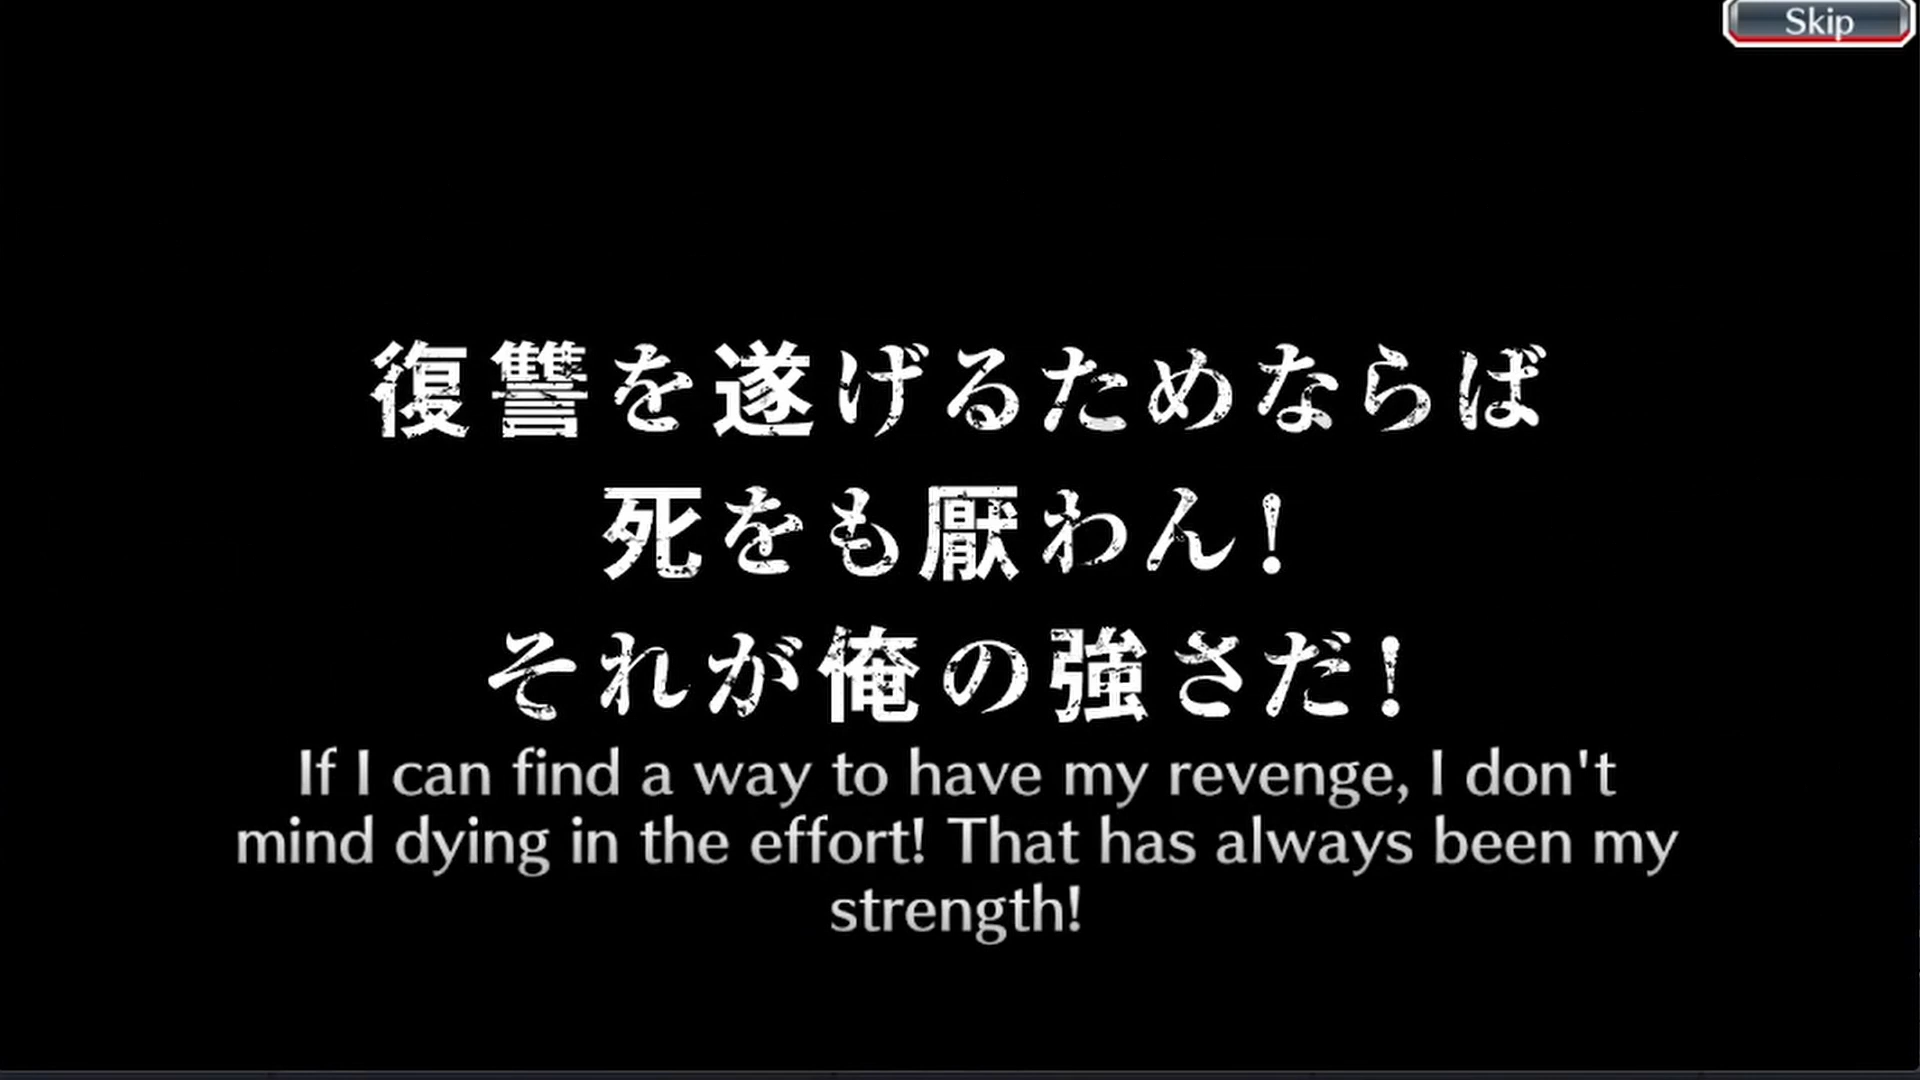 Skip
復讐を遂げるためならば
死をも厭わん！
それが俺の強さだ！
If I can find a way to have my revenge, I don't
mind dying in the effort! That has always been my
strength!